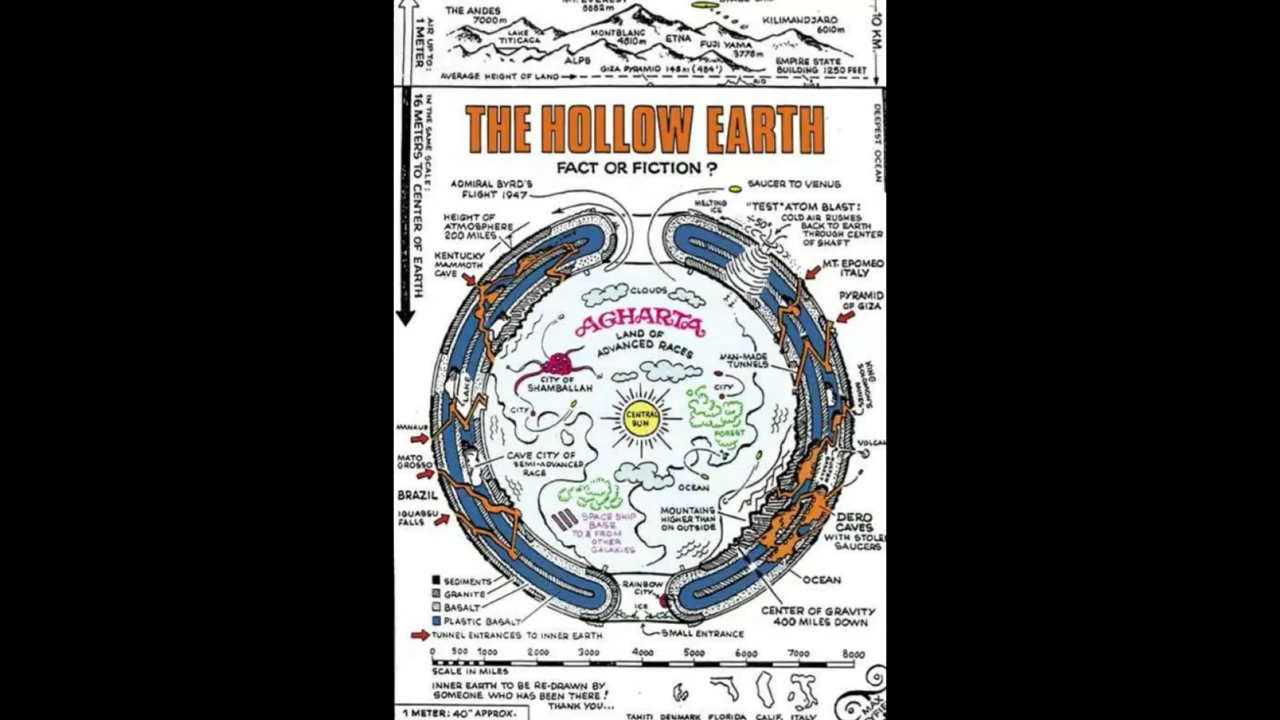 THE ANDES
7000m
MT. EVEREST
8882m
KILIMANDJARO
6010m
LAKE
TITICACA
MONTBLANC
4810m
ETNA
FUJI YAMA
3776m
ALPS
GIZA PYRAMID 148M (484')
EMPIRE STATE
BUILDING 1250 FEET
AVERAGE HEIGHT OF LAND
AIR UP TO:
1 METER
10 KM.
IN THE SAME SCALE:
16 METERS TO CENTER OF EARTH
DEEPEST OCEAN
THE HOLLOW EARTH
FACT OR FICTION?
ADMIRAL BYRD'S
FLIGHT 1947
SAUCER TO VENUS
MELTING
ICE
"TEST" ATOM BLAST:
COLD AIR RUSHES
BACK TO EARTH
THROUGH CENTER
OF SHAFT
-50°
HEIGHT OF
ATMOSPHERE
200 MILES
KENTUCKY
MAMMOTH
CAVE
MT. EPOMEO
ITALY
PYRAMID
OF GIZA
CLOUDS
AGHARTA
LAND OF
ADVANCED RACES
MAN-MADE
TUNNELS
CITY OF
SHAMBALLAH
CITY
CITY
LAKE
KING
SOLOMON'S
MINES
CENTRAL
SUN
FOREST
MANAUS
MATO
GROSSO
BRAZIL
IGUASSU
FALLS
CAVE CITY OF
SEMI-ADVANCED
RACE
OCEAN
SPACE SHIP
BASE
TO & FROM
OTHER
GALAXIES
MOUNTAINS
HIGHER THAN
ON OUTSIDE
DERO
CAVES
WITH STOLEN
SAUCERS
OCEAN
CENTER OF GRAVITY
400 MILES DOWN
SEDIMENTS
GRANITE
BASALT
PLASTIC BASALT
TUNNEL ENTRANCES TO INNER EARTH
RAINBOW
CITY
ICE
SMALL ENTRANCE
0 500 1000 2000 3000 4000 5000 6000 7000 8000
SCALE IN MILES
INNER EARTH TO BE RE-DRAWN BY
SOMEONE WHO HAS BEEN THERE!
THANK YOU...
1 METER: 40" APPROX.
TAHITI DENMARK FLORIDA CALIF. ITALY
MAX